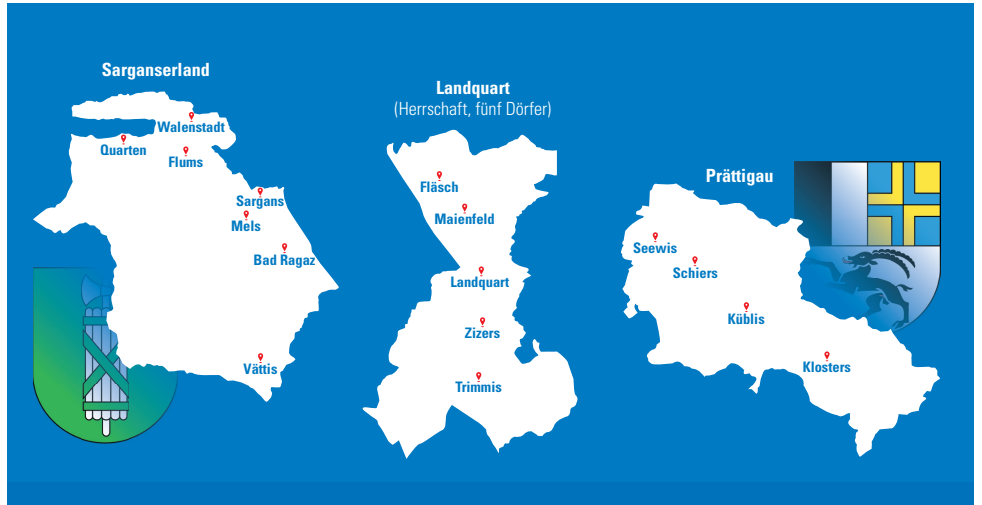 Sarganserland
Walenstadt
Quarten
Flums
Sargans
Mels
Bad Ragaz
Vättis
Landquart
(Herrschaft, fünf Dörfer)
Fläsch
Maienfeld
Landquart
Zizers
Trimmis
Prättigau
Seewis
Schiers
Küblis
Klosters